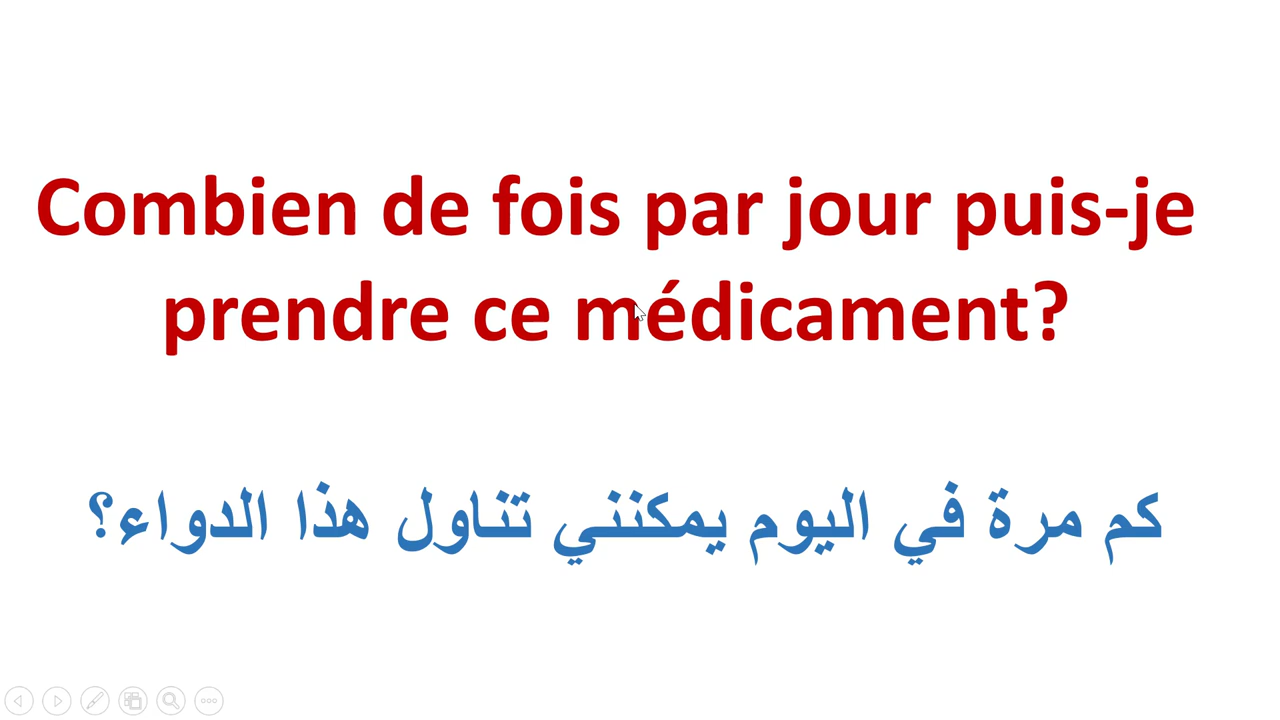 Combien de fois par jour puis-je
prendre ce médicament?
كم مرة في اليوم يمكنني تناول هذا الدواء؟